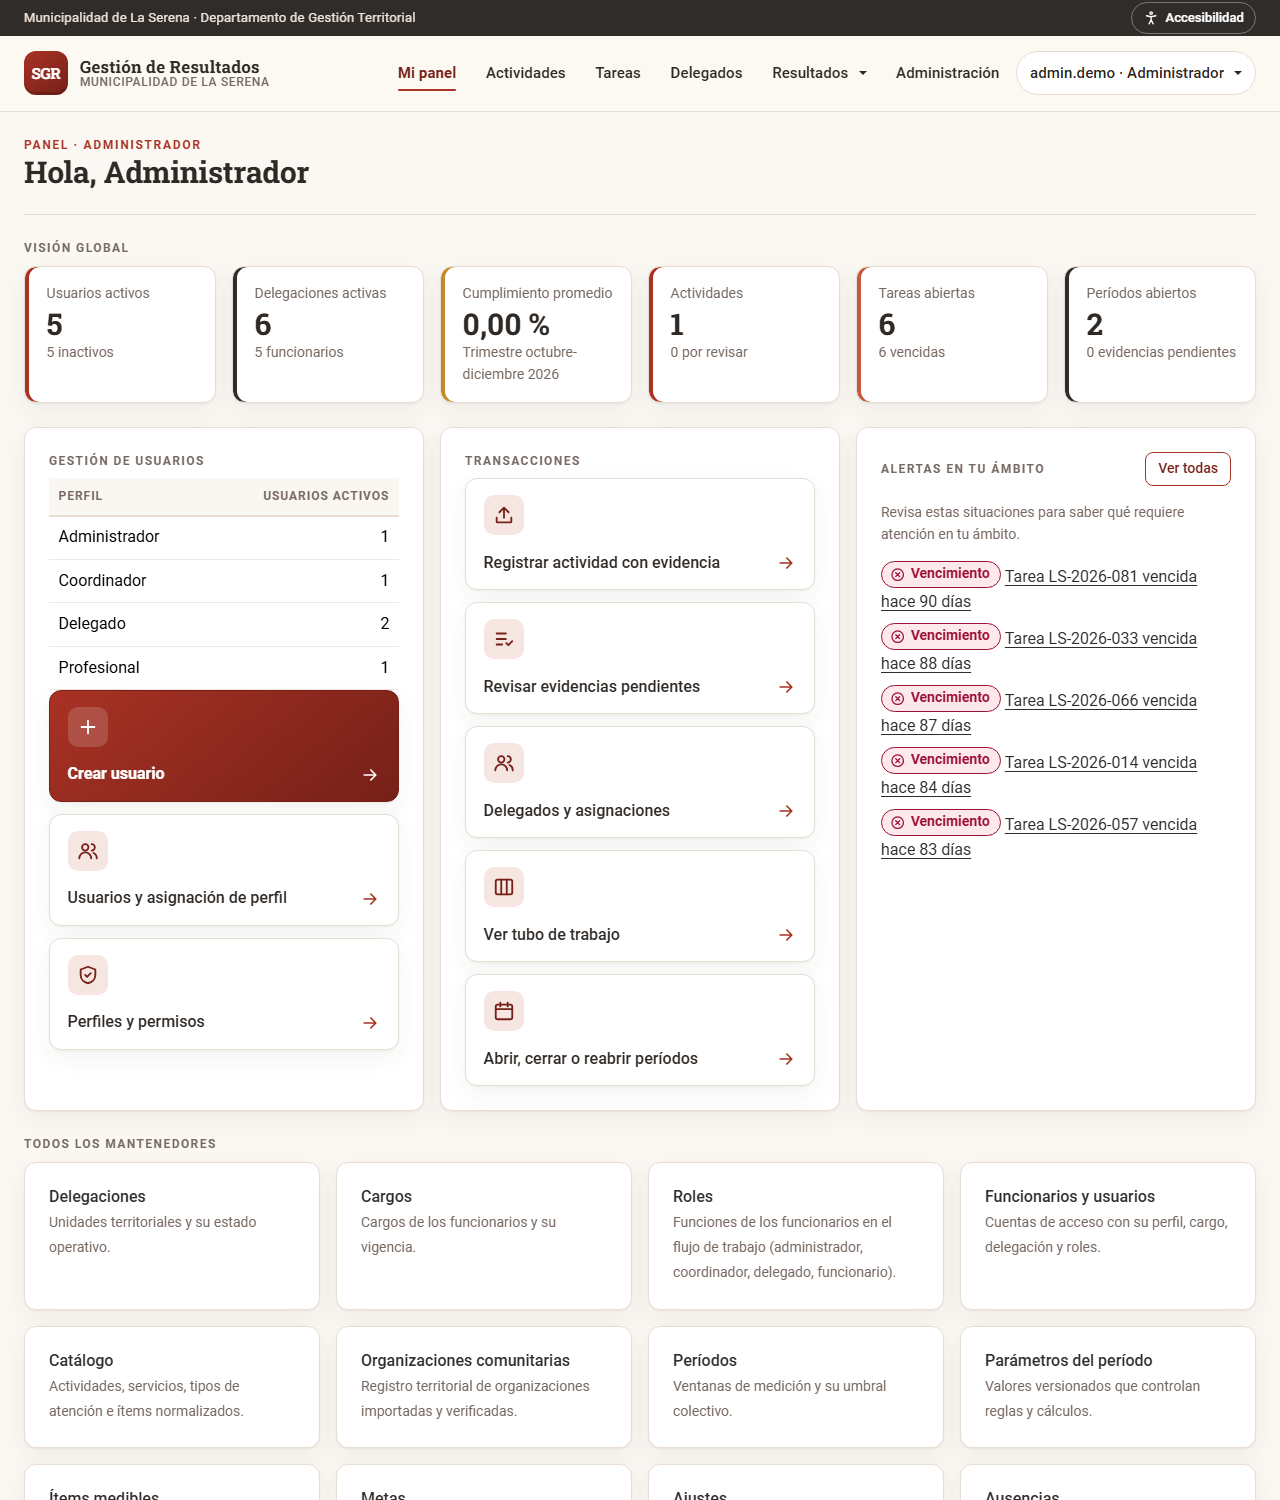 Municipalidad de La Serena · Departamento de Gestión Territorial
Accesibilidad
SGR
Gestión de Resultados
MUNICIPALIDAD DE LA SERENA
Mi panel
Actividades
Tareas
Delegados
Resultados
Administración
admin.demo · Administrador
PANEL · ADMINISTRADOR
Hola, Administrador
VISIÓN GLOBAL
Usuarios activos
5
5 inactivos
Delegaciones activas
6
5 funcionarios
Cumplimiento promedio
0,00 %
Trimestre octubre-
diciembre 2026
Actividades
1
0 por revisar
Tareas abiertas
6
6 vencidas
Períodos abiertos
2
0 evidencias pendientes
GESTIÓN DE USUARIOS
PERFIL USUARIOS ACTIVOS
Administrador 1
Coordinador 1
Delegado 2
Profesional 1
Crear usuario
Usuarios y asignación de perfil
Perfiles y permisos
TRANSACCIONES
Registrar actividad con evidencia
Revisar evidencias pendientes
Delegados y asignaciones
Ver tubo de trabajo
Abrir, cerrar o reabrir períodos
ALERTAS EN TU ÁMBITO
Ver todas
Revisa estas situaciones para saber qué requiere
atención en tu ámbito.
Vencimiento Tarea LS-2026-081 vencida
hace 90 días
Vencimiento Tarea LS-2026-033 vencida
hace 88 días
Vencimiento Tarea LS-2026-066 vencida
hace 87 días
Vencimiento Tarea LS-2026-014 vencida
hace 84 días
Vencimiento Tarea LS-2026-057 vencida
hace 83 días
TODOS LOS MANTENEDORES
Delegaciones
Unidades territoriales y su estado
operativo.
Cargos
Cargos de los funcionarios y su
vigencia.
Roles
Funciones de los funcionarios en el
flujo de trabajo (administrador,
coordinador, delegado, funcionario).
Funcionarios y usuarios
Cuentas de acceso con su perfil, cargo,
delegación y roles.
Catálogo
Actividades, servicios, tipos de
atención e ítems normalizados.
Organizaciones comunitarias
Registro territorial de organizaciones
importadas y verificadas.
Períodos
Ventanas de medición y su umbral
colectivo.
Parámetros del período
Valores versionados que controlan
reglas y cálculos.
Ítems medibles
Metas
Ajustes
Ausencias